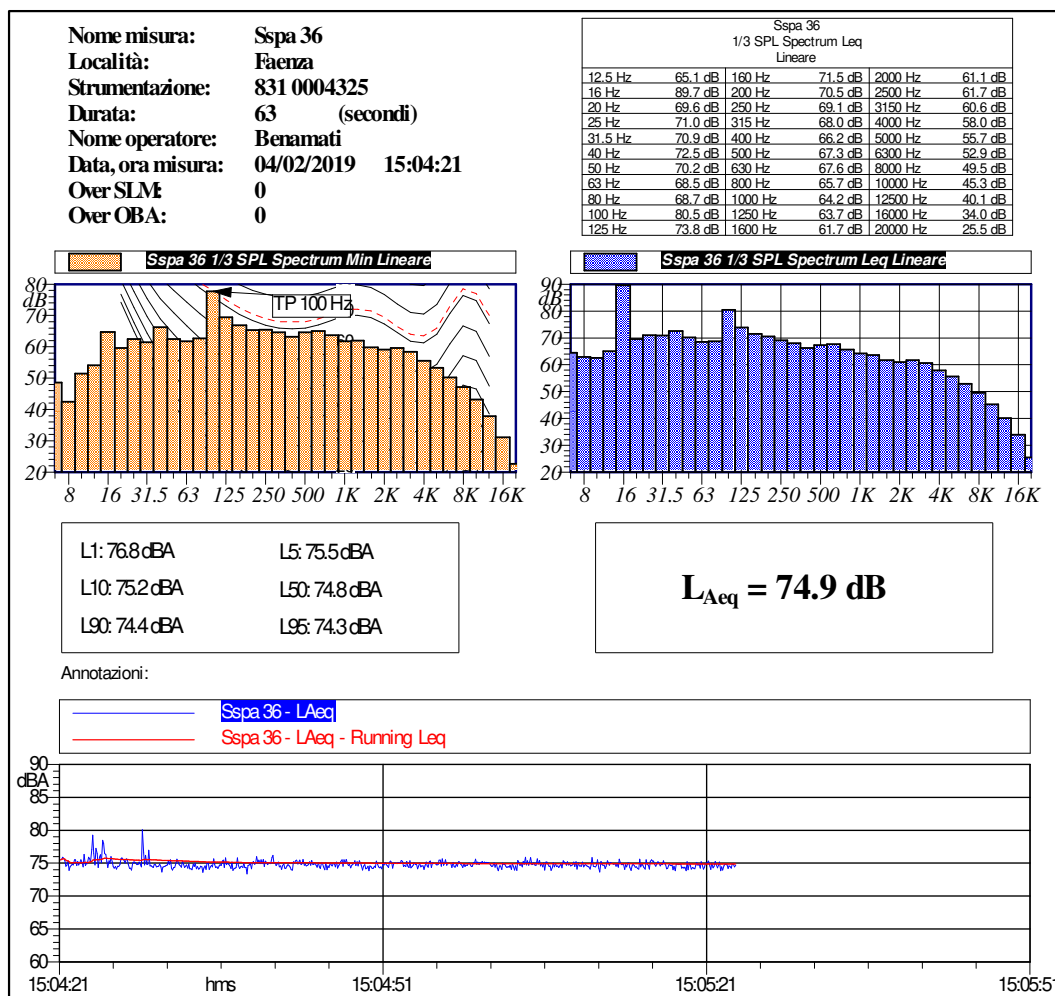 Nome misura: Sspa 36
Località: Faenza
Strumentazione: 831 0004325
Durata: 63 (secondi)
Nome operatore: Benamati
Data, ora misura: 04/02/2019 15:04:21
Over SLM: 0
Over OBA: 0
Sspa 36
1/3 SPL Spectrum Leq
Lineare
12.5 Hz 65.1 dB 160 Hz 71.5 dB 2000 Hz 61.1 dB
16 Hz 89.7 dB 200 Hz 70.5 dB 2500 Hz 61.7 dB
20 Hz 69.6 dB 250 Hz 69.1 dB 3150 Hz 60.6 dB
25 Hz 71.0 dB 315 Hz 68.0 dB 4000 Hz 58.0 dB
31.5 Hz 70.9 dB 400 Hz 66.2 dB 5000 Hz 55.7 dB
40 Hz 72.5 dB 500 Hz 67.3 dB 6300 Hz 52.9 dB
50 Hz 70.2 dB 630 Hz 67.6 dB 8000 Hz 49.5 dB
63 Hz 68.5 dB 800 Hz 65.7 dB 10000 Hz 45.3 dB
80 Hz 68.7 dB 1000 Hz 64.2 dB 12500 Hz 40.1 dB
100 Hz 80.5 dB 1250 Hz 63.7 dB 16000 Hz 34.0 dB
125 Hz 73.8 dB 1600 Hz 61.7 dB 20000 Hz 25.5 dB
Sspa 36 1/3 SPL Spectrum Min Lineare
80
dB
70
60
50
40
30
20
TP 100 Hz
8 16 31.5 63 125 250 500 1K 2K 4K 8K 16K
Sspa 36 1/3 SPL Spectrum Leq Lineare
90
dB
80
70
60
50
40
30
20
8 16 31.5 63 125 250 500 1K 2K 4K 8K 16K
L1: 76.8 dBA L5: 75.5 dBA
L10: 75.2 dBA L50: 74.8 dBA
L90: 74.4 dBA L95: 74.3 dBA
LAeq = 74.9 dB
Annotazioni:
Sspa 36 - LAeq
Sspa 36 - LAeq - Running Leq
90
dBA
85
80
75
70
65
60
15:04:21 hms 15:04:51 15:05:21 15:05:51